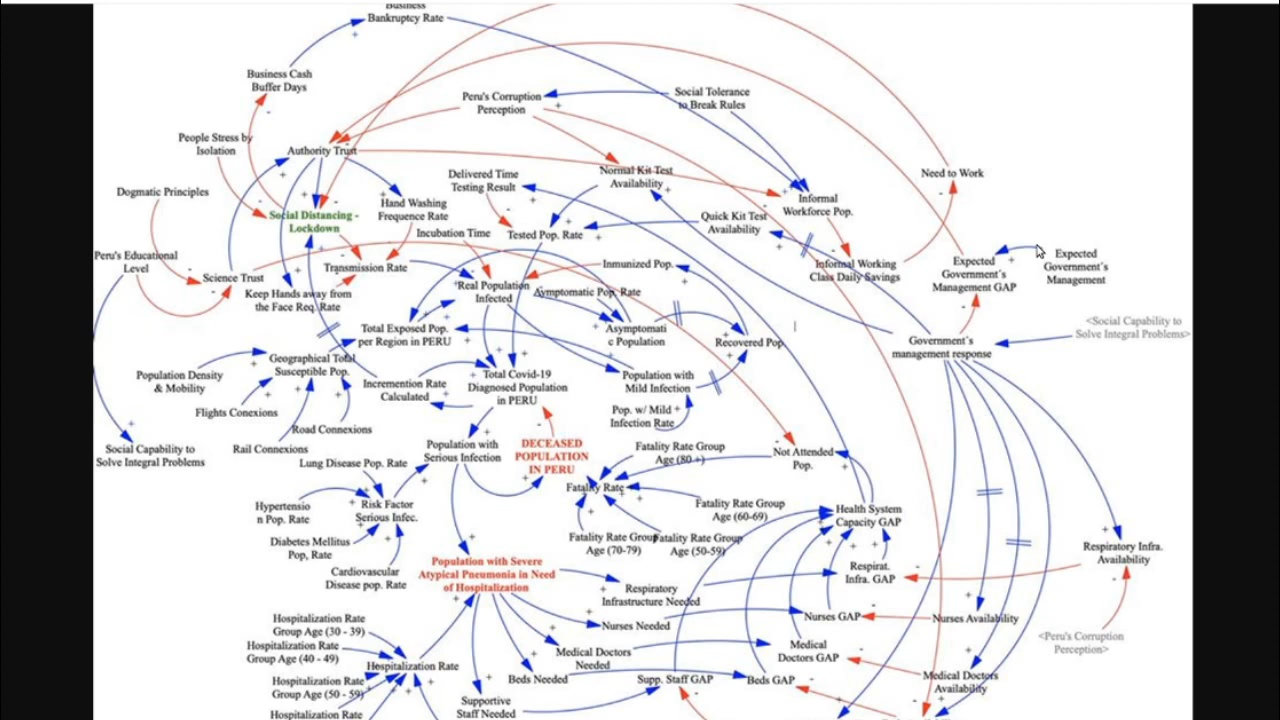 Business
Bankruptcy Rate
Business Cash
Buffer Days
Peru's Corruption
Perception
Social Tolerance
to Break Rules
People Stress by
Isolation
Authority Trust
Dogmatic Principles
Delivered Time
Testing Result
Normal Kit Test
Availability
Need to Work
Hand Washing
Frequence Rate
Informal
Workforce Pop.
Social Distancing -
Lockdown
Incubation Time
Tested Pop. Rate
Quick Kit Test
Availability
Peru's Educational
Level
Science Trust
Transmission Rate
Inmunized Pop.
Informal Working
Class Daily Savings
Expected
Government´s
Management GAP
Expected
Government´s
Management
Keep Hands away from
the Face Req. Rate
Real Population
Infected
Aymptomatic Pop. Rate
Total Exposed Pop.
per Region in PERU
Asymptomati
c Population
Recovered Pop.
Government´s
management response
<Social Capability to
Solve Integral Problems>
Geographical Total
Susceptible Pop.
Population Density
& Mobility
Incremention Rate
Calculated
Total Covid-19
Diagnosed Population
in PERU
Population with
Mild Infection
Flights Conexions
Pop. w/ Mild
Infection Rate
Road Connexions
Social Capability to
Solve Integral Problems
Rail Connexions
Population with
Serious Infection
DECEASED
POPULATION
IN PERU
Fatality Rate Group
Age (80 +)
Not Attended
Pop.
Lung Disease Pop. Rate
Fatality Rate
Hypertensio
n Pop. Rate
Risk Factor
Serious Infec.
Fatality Rate Group
Age (60-69)
Health System
Capacity GAP
Diabetes Mellitus
Pop, Rate
Fatality Rate Group
Age (70-79)
Fatality Rate Group
Age (50-59)
Respiratory Infra.
Availability
Cardiovascular
Disease pop. Rate
Population with Severe
Atypical Pneumonia in Need
of Hospitalization
Respirat.
Infra. GAP
Respiratory
Infrastructure Needed
Hospitalization Rate
Group Age (30 - 39)
Nurses Needed
Nurses GAP
Nurses Availability
<Peru's Corruption
Perception>
Hospitalization Rate
Group Age (40 - 49)
Hospitalization Rate
Medical Doctors
Needed
Medical
Doctors GAP
Hospitalization Rate
Group Age (50 - 59)
Beds Needed
Supp. Staff GAP
Beds GAP
Medical Doctors
Availability
Supportive
Staff Needed
Hospitalization Rate